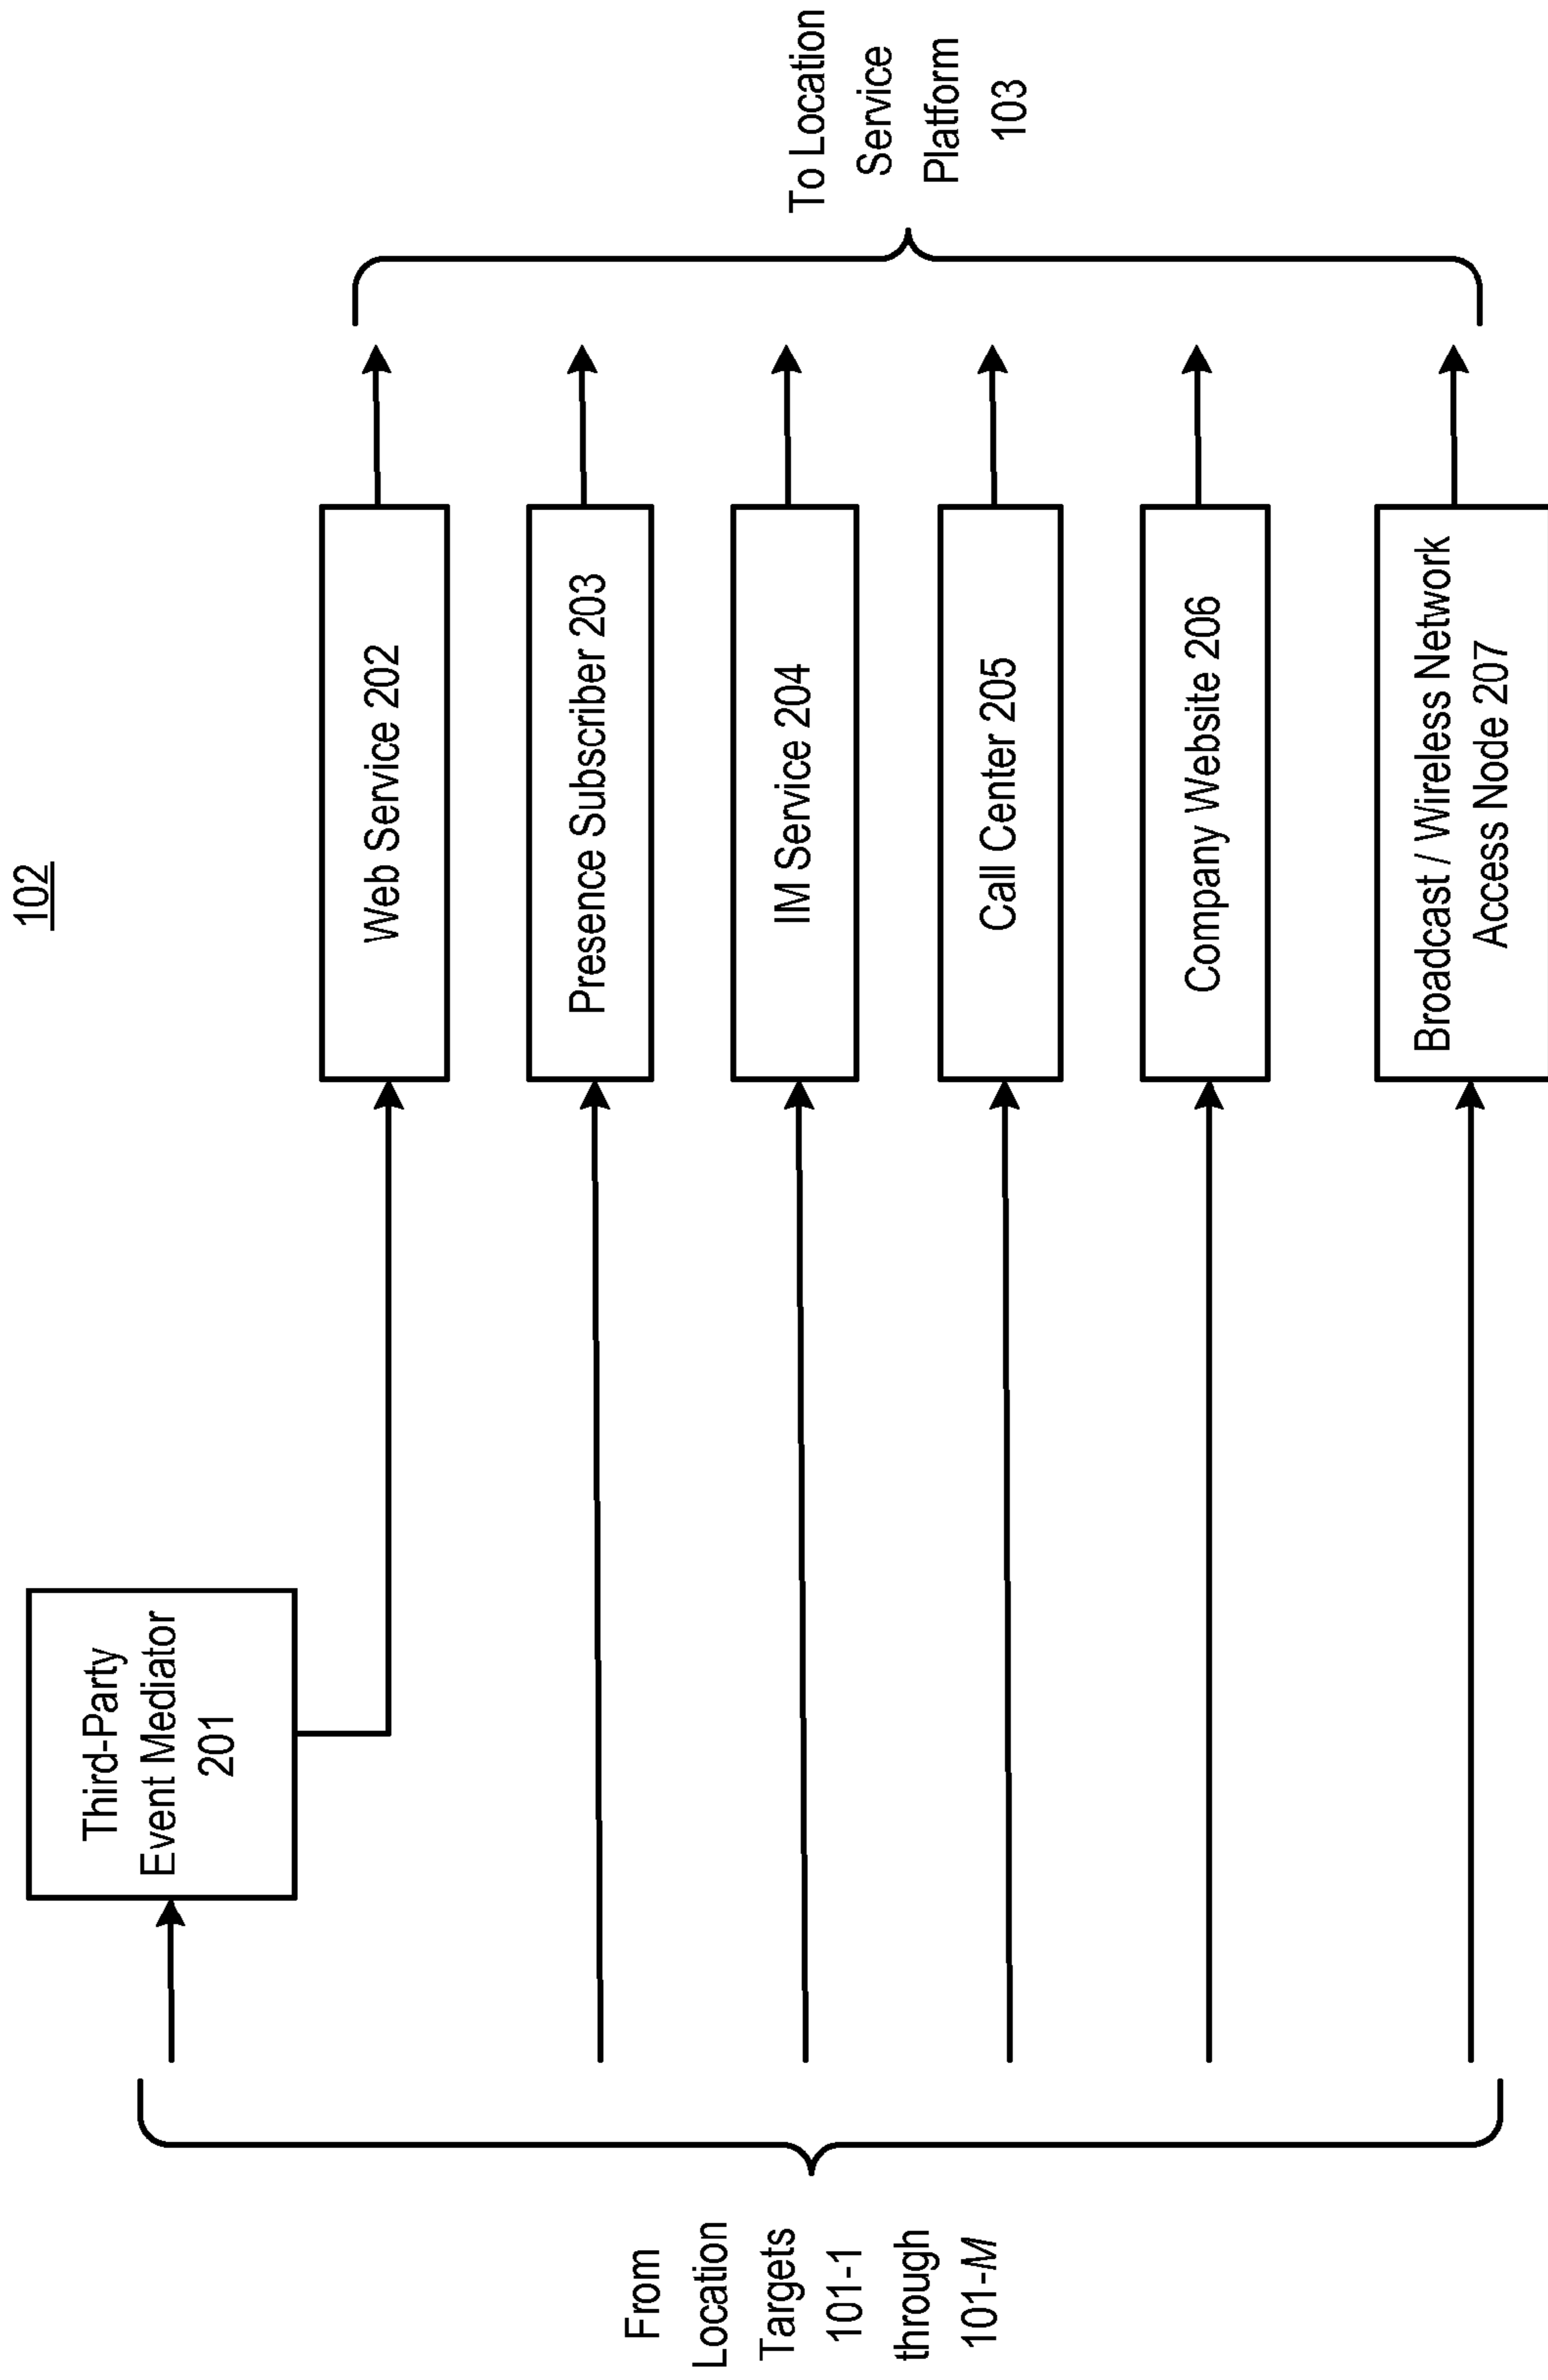 102
Third-Party
Event Mediator
201
Web Service 202
Presence Subscriber 203
IM Service 204
Call Center 205
Company Website 206
Broadcast / Wireless Network
Access Node 207
From
Location
Targets
101-1
through
101-M
To Location
Service
Platform
103